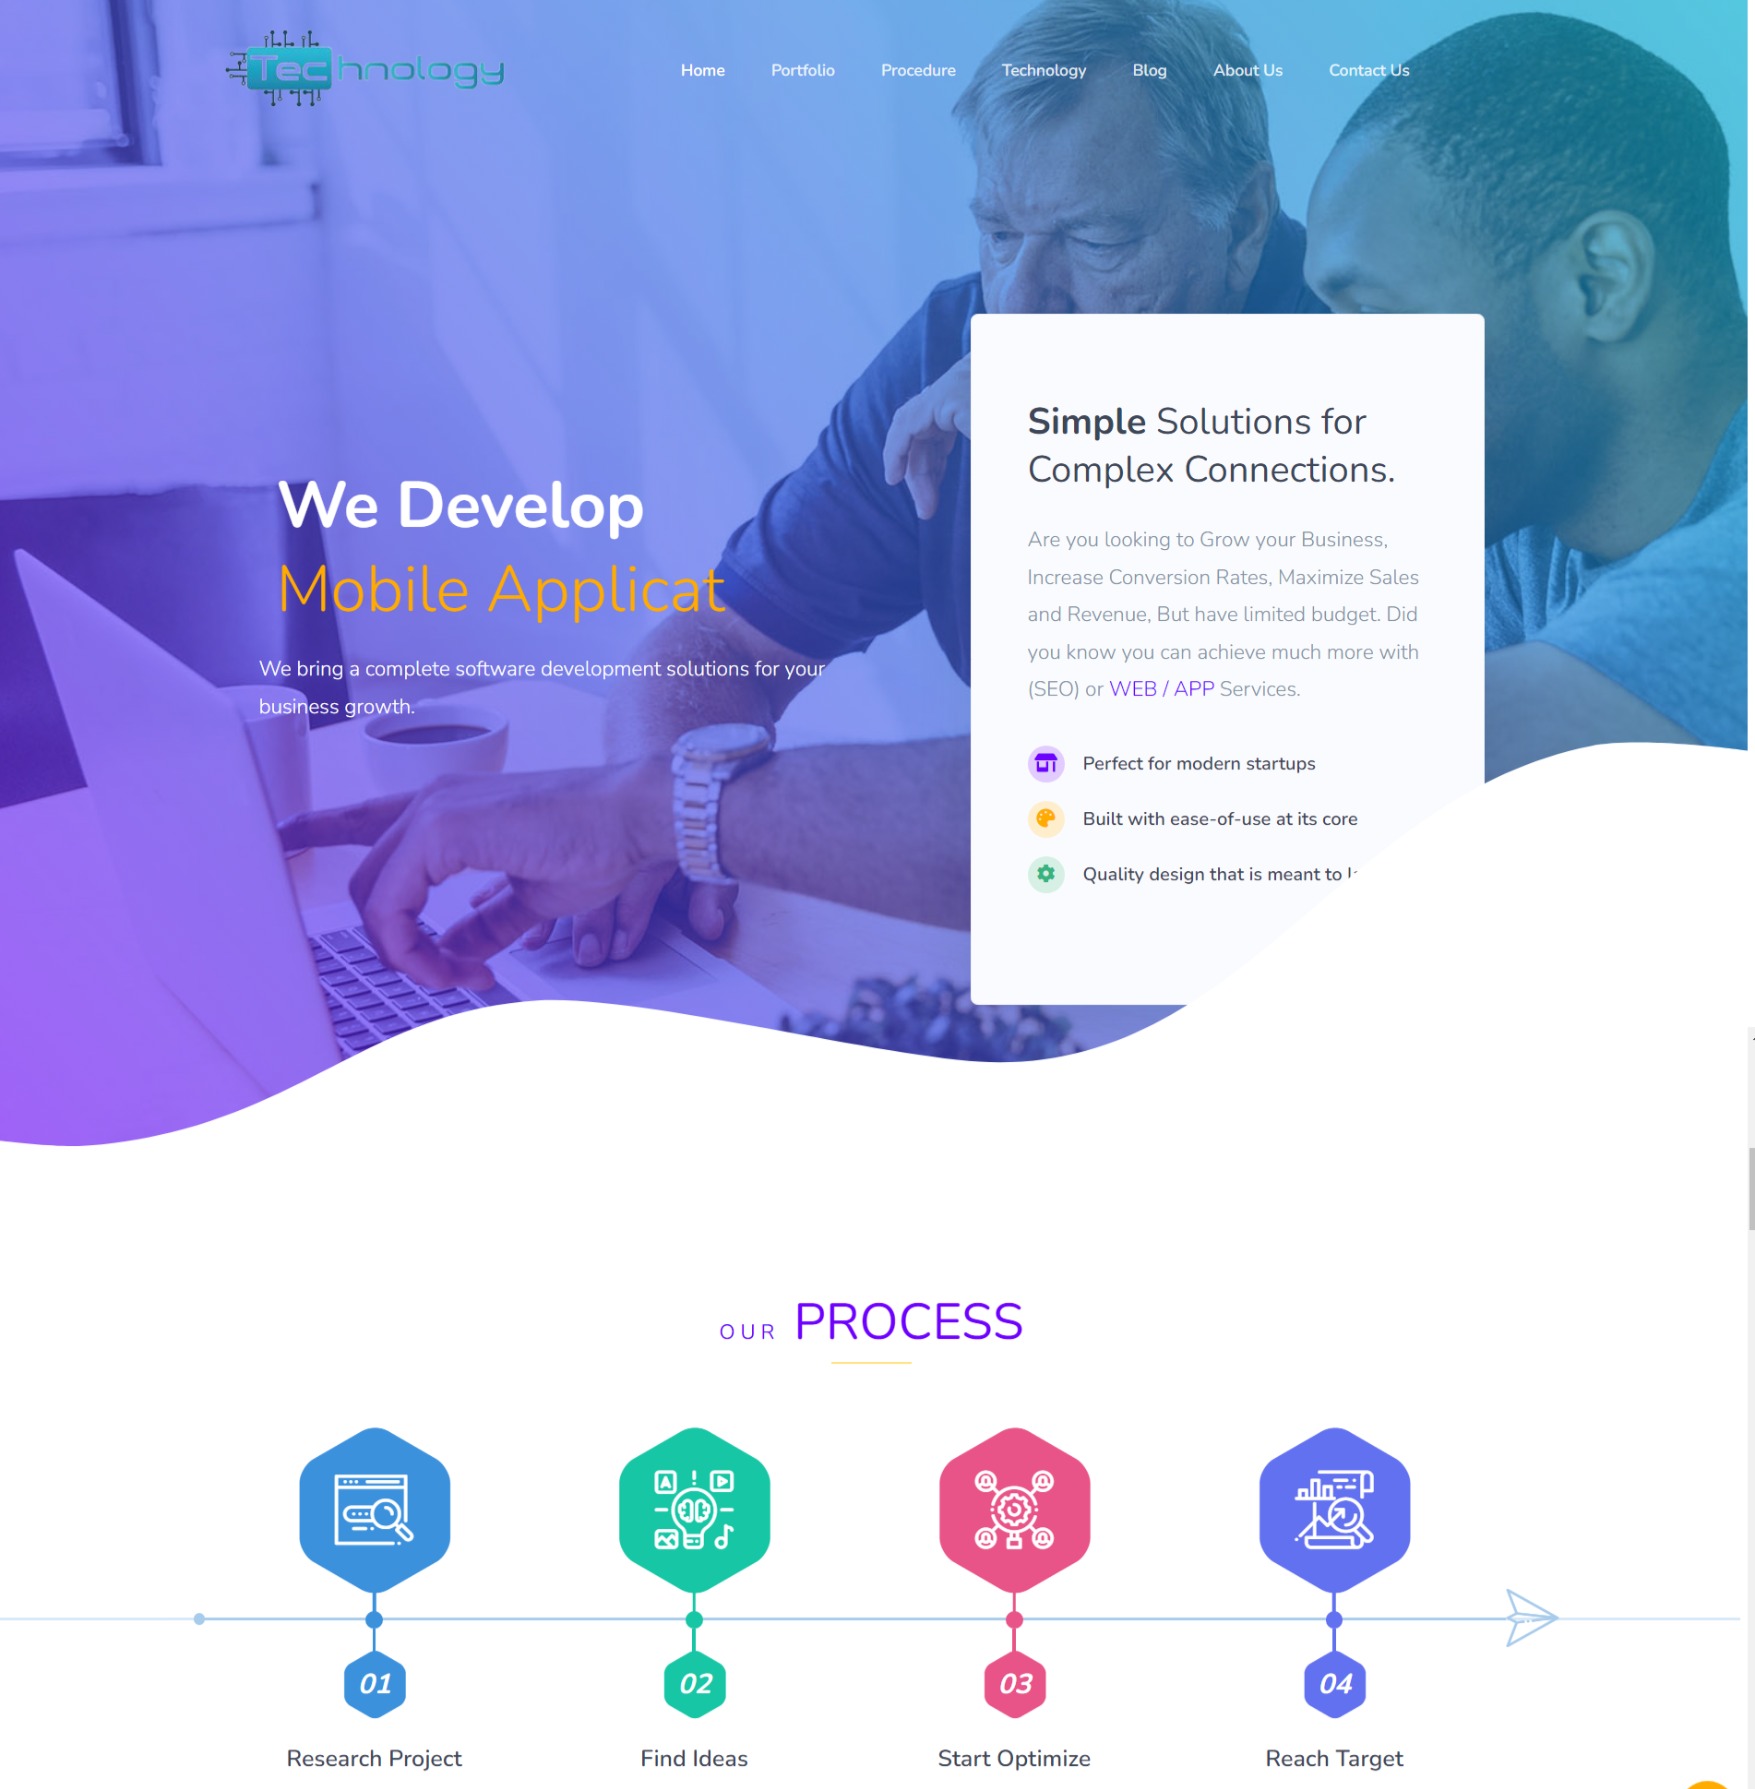 Technology
Home Portfolio Procedure Technology Blog About Us Contact Us
We Develop
Mobile Applicat
We bring a complete software development solutions for your
business growth.
Simple Solutions for
Complex Connections.
Are you looking to Grow your Business,
Increase Conversion Rates, Maximize Sales
and Revenue, But have limited budget. Did
you know you can achieve much more with
(SEO) or WEB / APP Services.
Perfect for modern startups
Built with ease-of-use at its core
Quality design that is meant to
OUR PROCESS
A
01 02 03 04
Research Project Find Ideas Start Optimize Reach Target